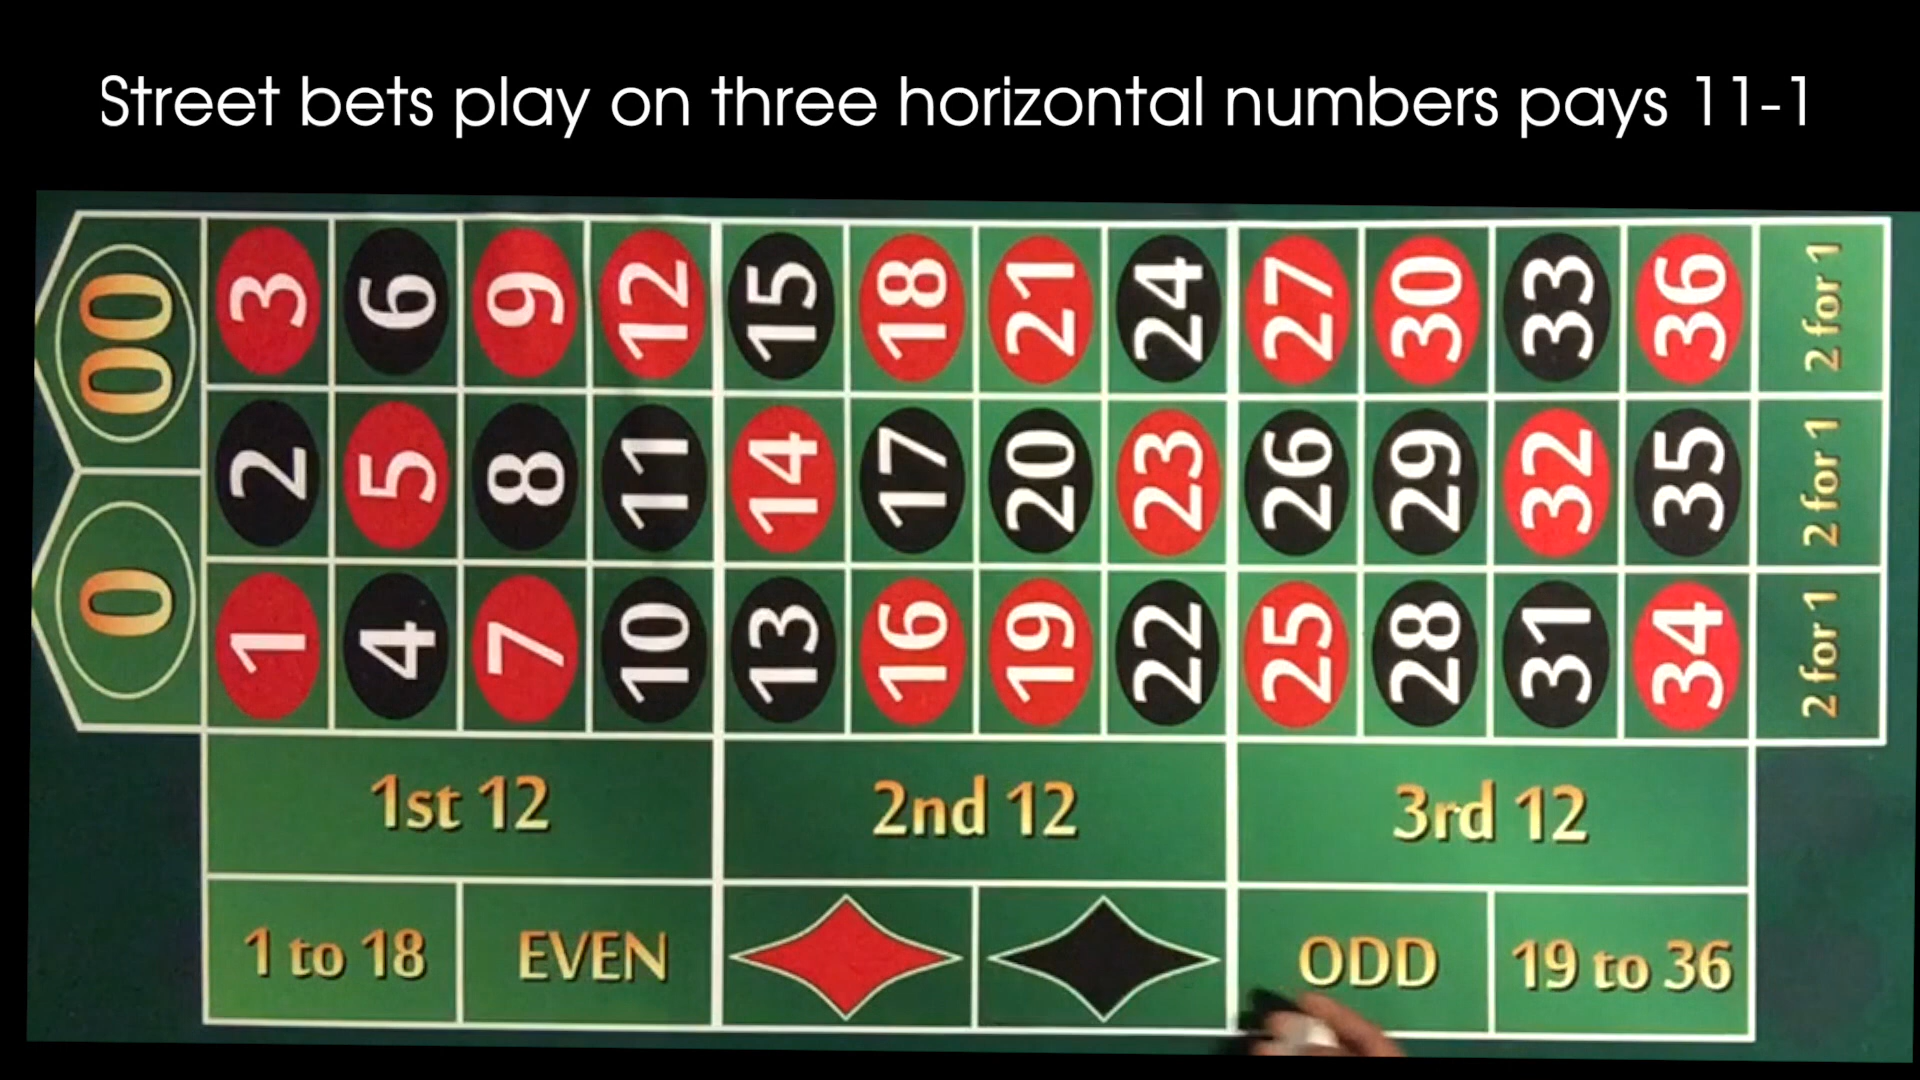 Street bets play on three horizontal numbers pays 11-1
00 3 6 9 12 15 18 21 24 27 30 33 36 2 for 1
2 5 8 11 14 17 20 23 26 29 32 35 2 for 1
0 1 4 7 10 13 16 19 22 25 28 31 34 2 for 1
1st 12 2nd 12 3rd 12
1 to 18 EVEN ODD 19 to 36